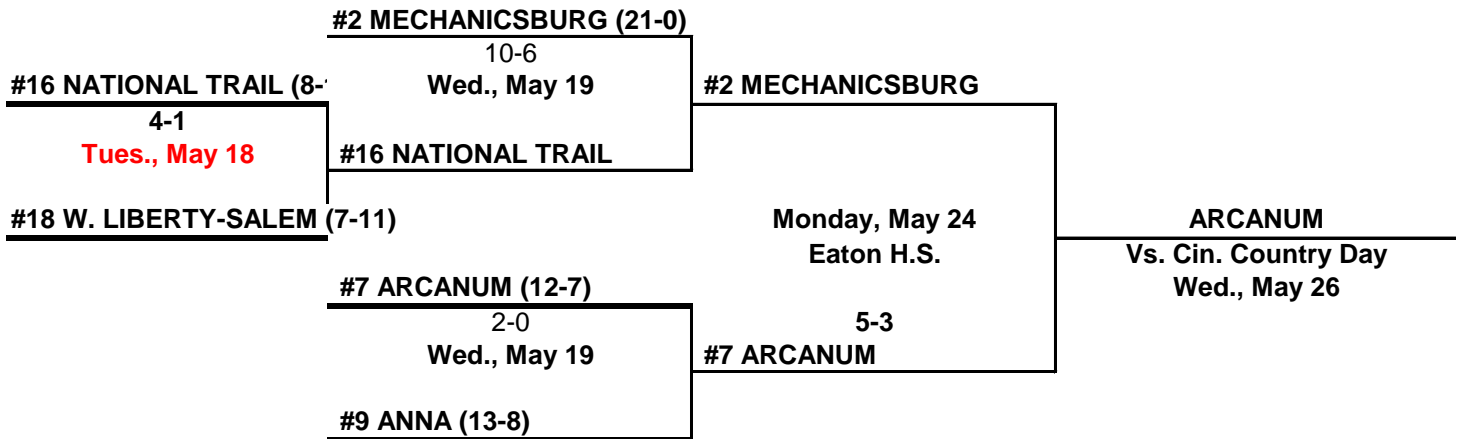 #2 MECHANICSBURG (21-0)
10-6
Wed., May 19
#16 NATIONAL TRAIL (8-
4-1
Tues., May 18
#2 MECHANICSBURG
#16 NATIONAL TRAIL
#18 W. LIBERTY-SALEM (7-11)
Monday, May 24
Eaton H.S.
ARCANUM
Vs. Cin. Country Day
Wed., May 26
#7 ARCANUM (12-7)
2-0
Wed., May 19
5-3
#7 ARCANUM
#9 ANNA (13-8)